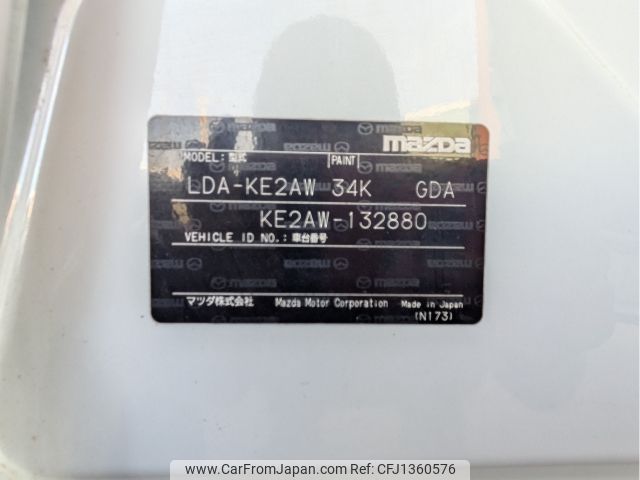 mazda
MODEL: 型式 PAINT
LDA-KE2AW 34K GDA
KE2AW-132880
VEHICLE ID NO.: 車台番号
マツダ株式会社 Mazda Motor Corporation Made in Japan
(N173)
www.CarFromJapan.com | Ref No.CFJ1360576